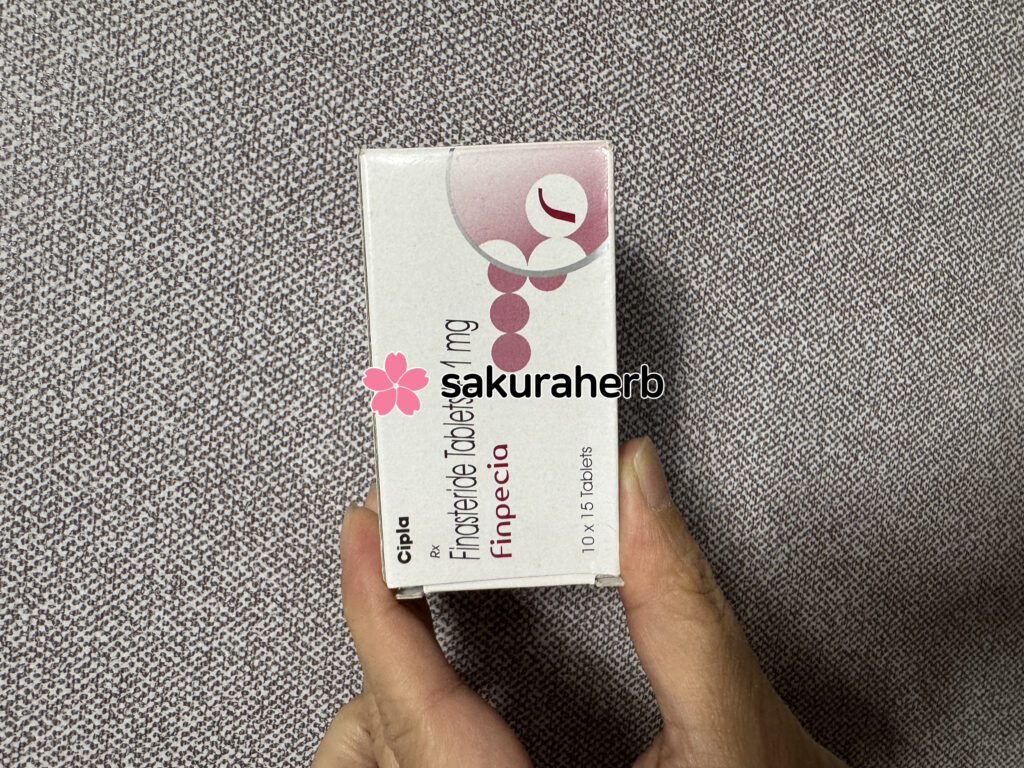 Cipla
Rx
Finasteride Tablets 1 mg
Finpecia
10 x 15 Tablets
sakuraherb